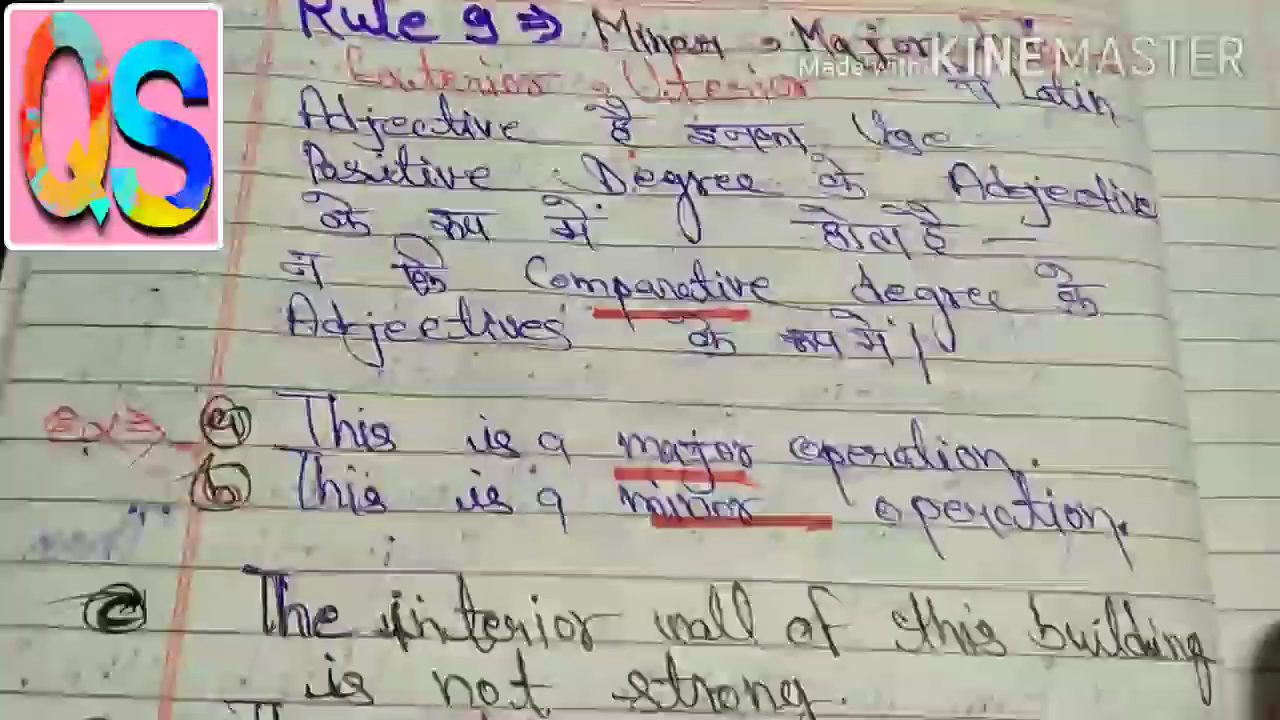 QS
Rule 9 ⇒ Minor, Major
Made with KINEMASTER
Exterior, Uterior — ये Latin
Adjective है इनका Use
Positive Degree के Adjective
के रूप में होता है —
न कि Comparative degree के
Adjectives के रूप में।
Ex⇒ (a) This is a major operation.
(b) This is a minor operation.
(c) The interior wall of this building
is not strong.